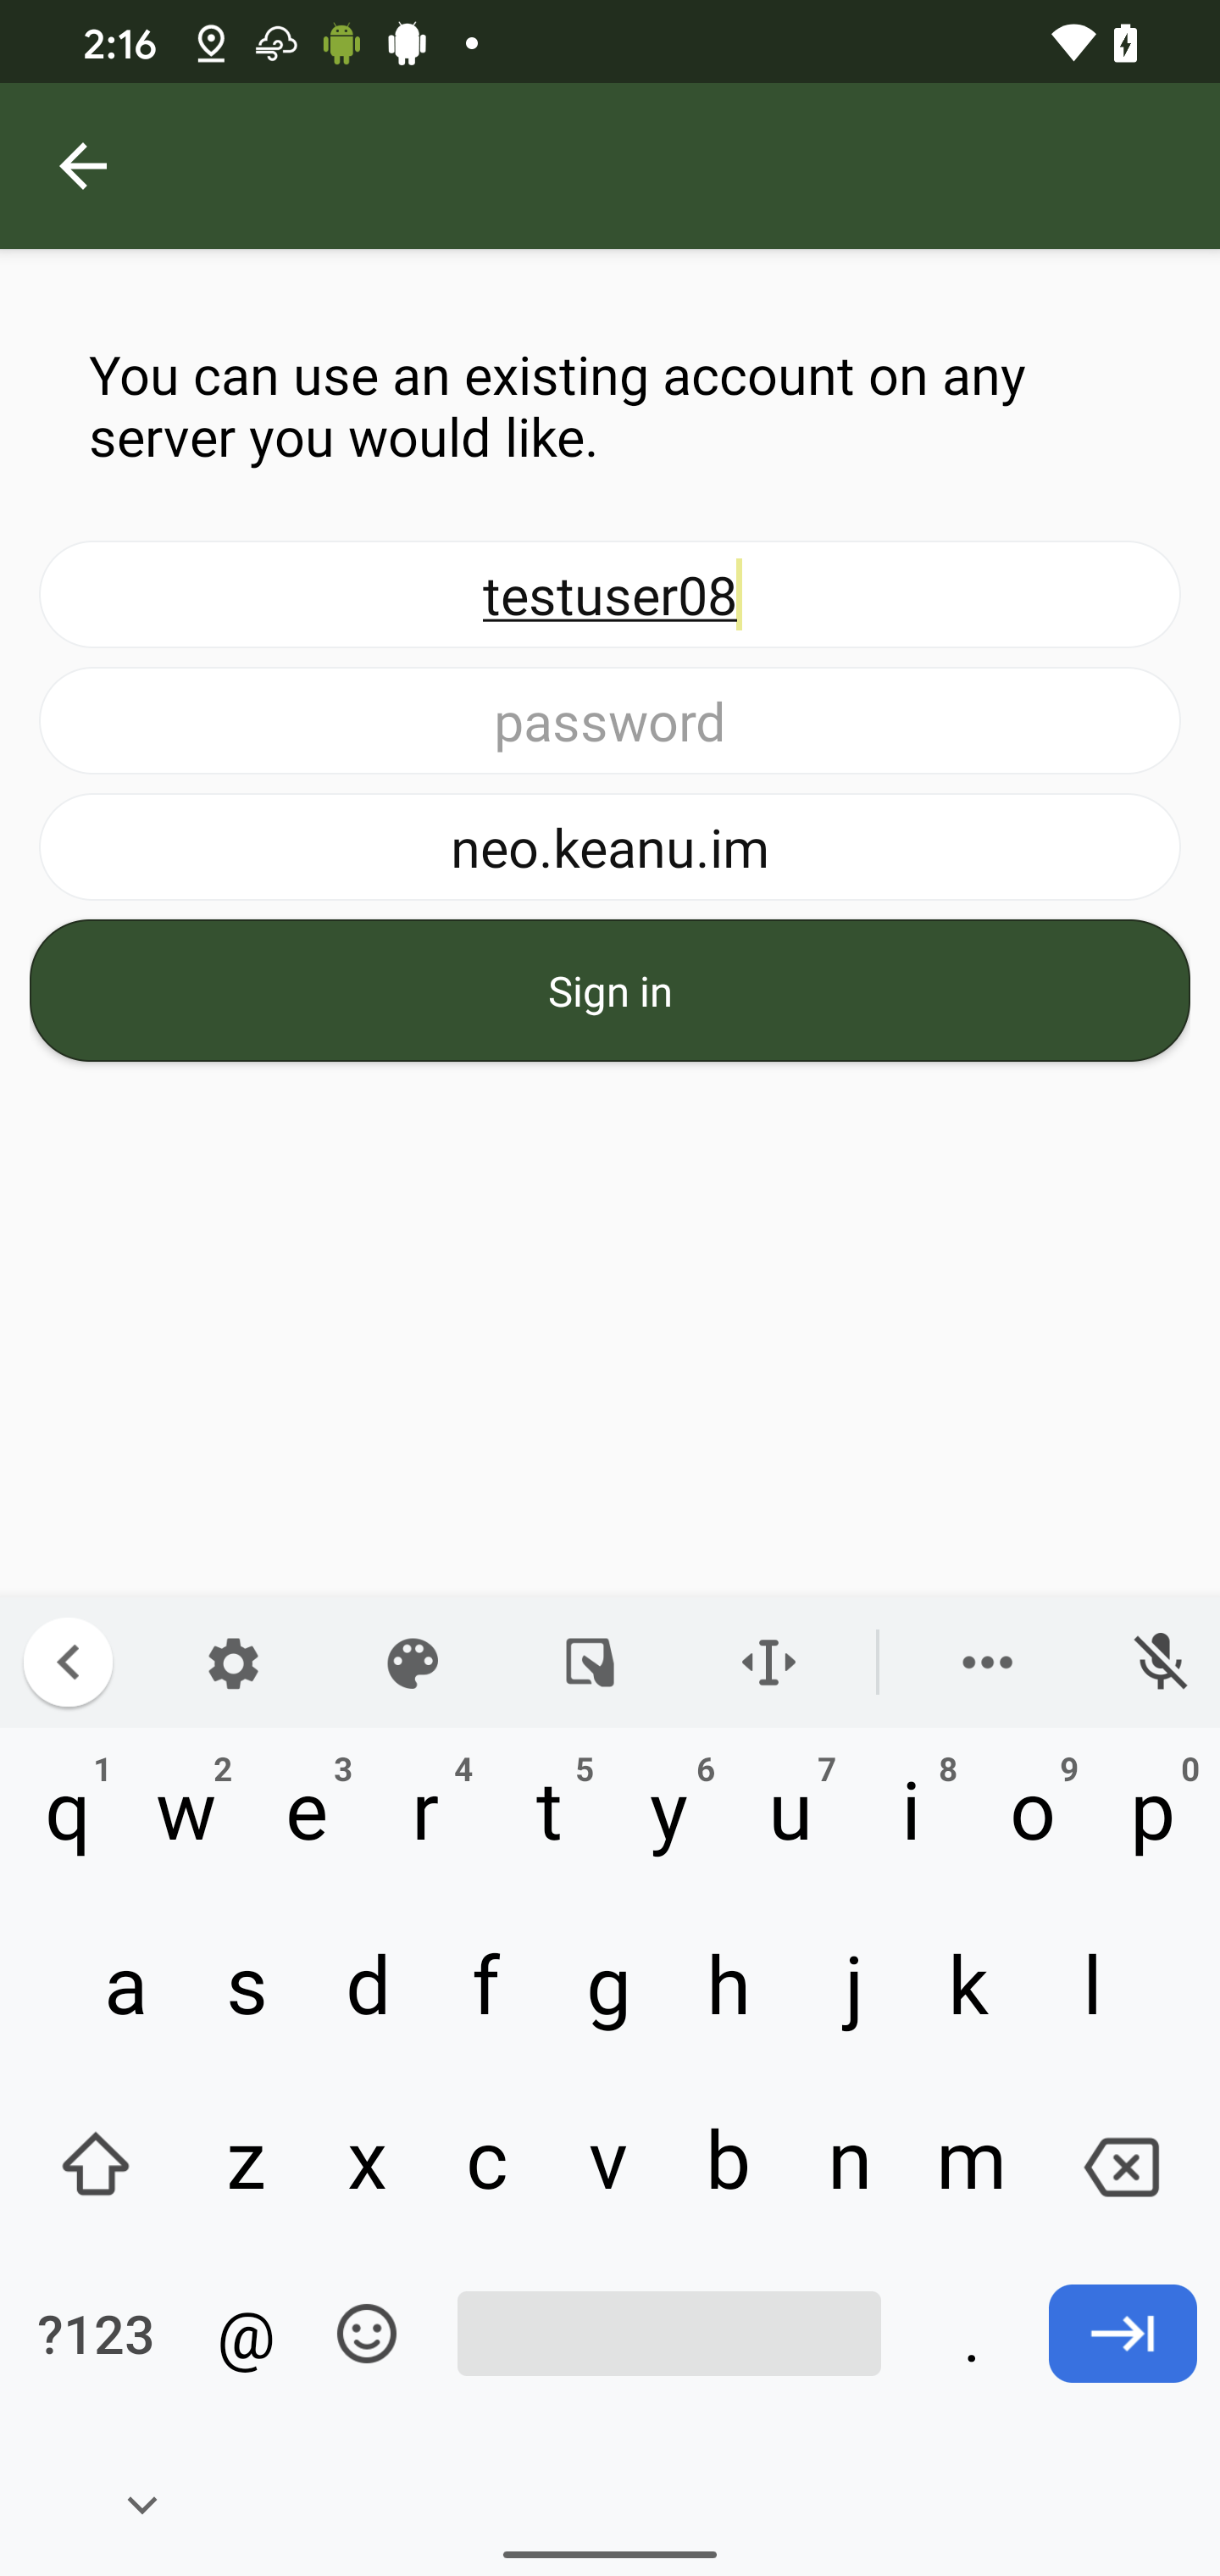 2:16
You can use an existing account on any
server you would like.
testuser08
password
neo.keanu.im
Sign in
1 2 3 4 5 6 7 8 9 0
q w e r t y u i o p
a s d f g h j k l
z x c v b n m
?123 @ .